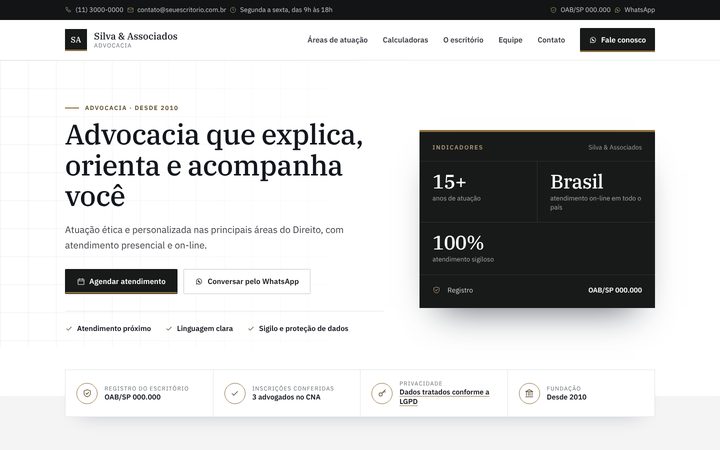 (11) 3000-0000 contato@seuescritorio.com.br Segunda a sexta, das 9h às 18h OAB/SP 000.000 WhatsApp
SA Silva & Associados
ADVOCACIA
Áreas de atuação Calculadoras O escritório Equipe Contato Fale conosco
ADVOCACIA · DESDE 2010
Advocacia que explica,
orienta e acompanha
você
Atuação ética e personalizada nas principais áreas do Direito, com
atendimento presencial e on-line.
Agendar atendimento Conversar pelo WhatsApp
Atendimento próximo Linguagem clara Sigilo e proteção de dados
INDICADORES Silva & Associados
15+
anos de atuação
Brasil
atendimento on-line em todo o
país
100%
atendimento sigiloso
Registro OAB/SP 000.000
REGISTRO DO ESCRITÓRIO
OAB/SP 000.000
INSCRIÇÕES CONFERIDAS
3 advogados no CNA
PRIVACIDADE
Dados tratados conforme a
LGPD
FUNDAÇÃO
Desde 2010